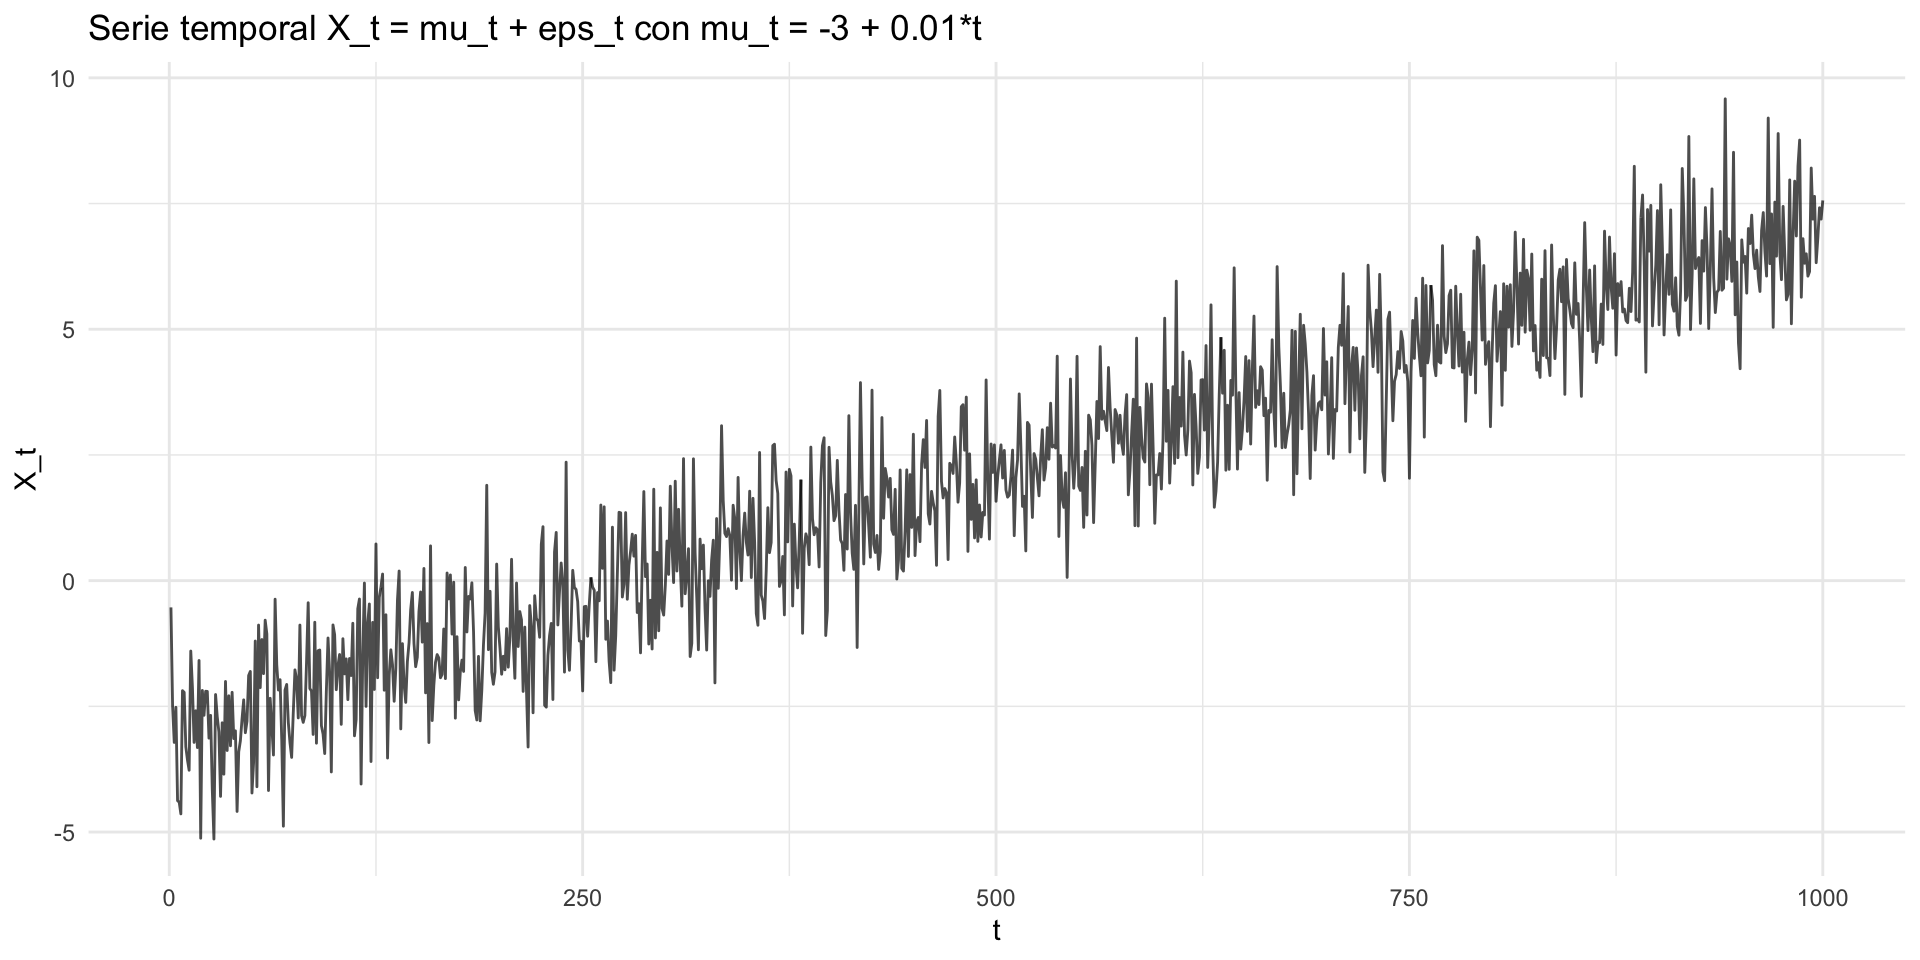 Serie temporal X_t = mu_t + eps_t con mu_t = -3 + 0.01*t
10
5
0
-5
X_t
0 250 500 750 1000
t